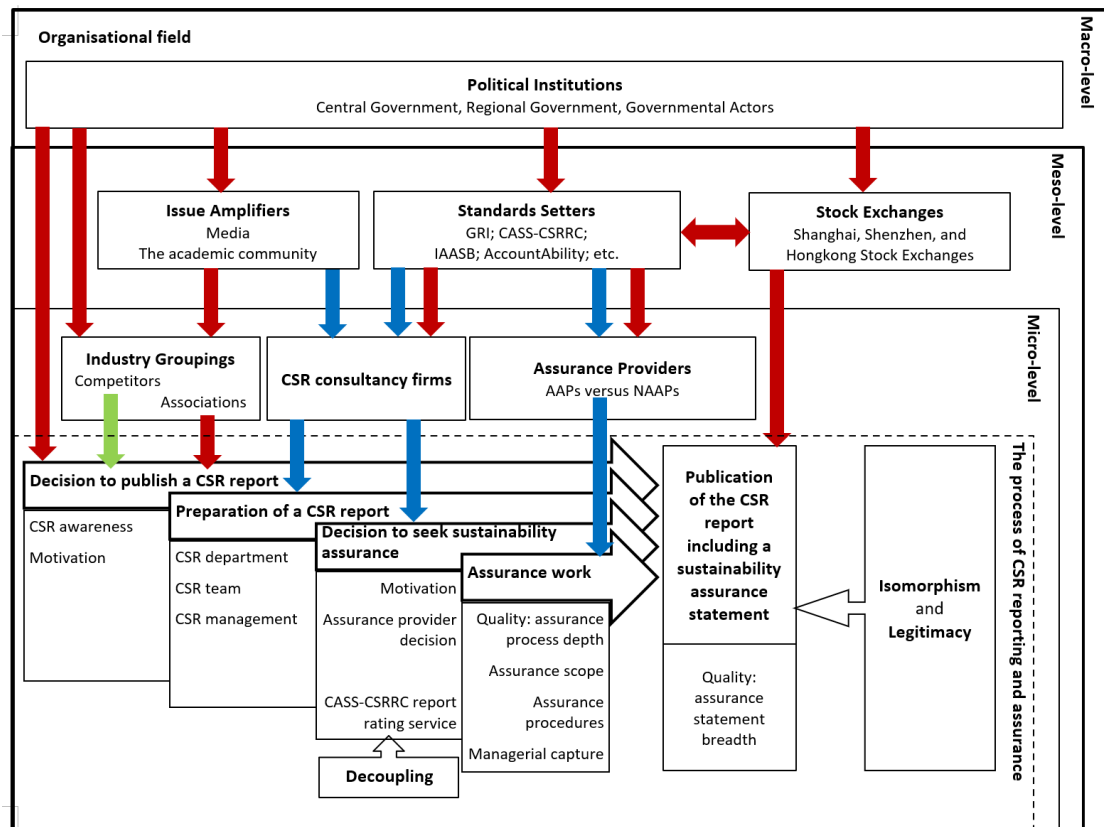 Organisational field
Macro-level
Political Institutions
Central Government, Regional Government, Governmental Actors
Meso-level
Issue Amplifiers
Media
The academic community
Standards Setters
GRI; CASS-CSRRC;
IAASB; AccountAbility; etc.
Stock Exchanges
Shanghai, Shenzhen, and
Hongkong Stock Exchanges
Micro-level
Industry Groupings
Competitors
Associations
CSR consultancy firms
Assurance Providers
AAPs versus NAAPs
The process of CSR reporting and assurance
Decision to publish a CSR report
CSR awareness
Motivation
Preparation of a CSR report
CSR department
CSR team
CSR management
Decision to seek sustainability
assurance
Motivation
Assurance provider
decision
CASS-CSRRC report
rating service
Decoupling
Assurance work
Quality: assurance
process depth
Assurance scope
Assurance
procedures
Managerial capture
Publication
of the CSR
report
including a
sustainability
assurance
statement
Quality:
assurance
statement
breadth
Isomorphism
and
Legitimacy